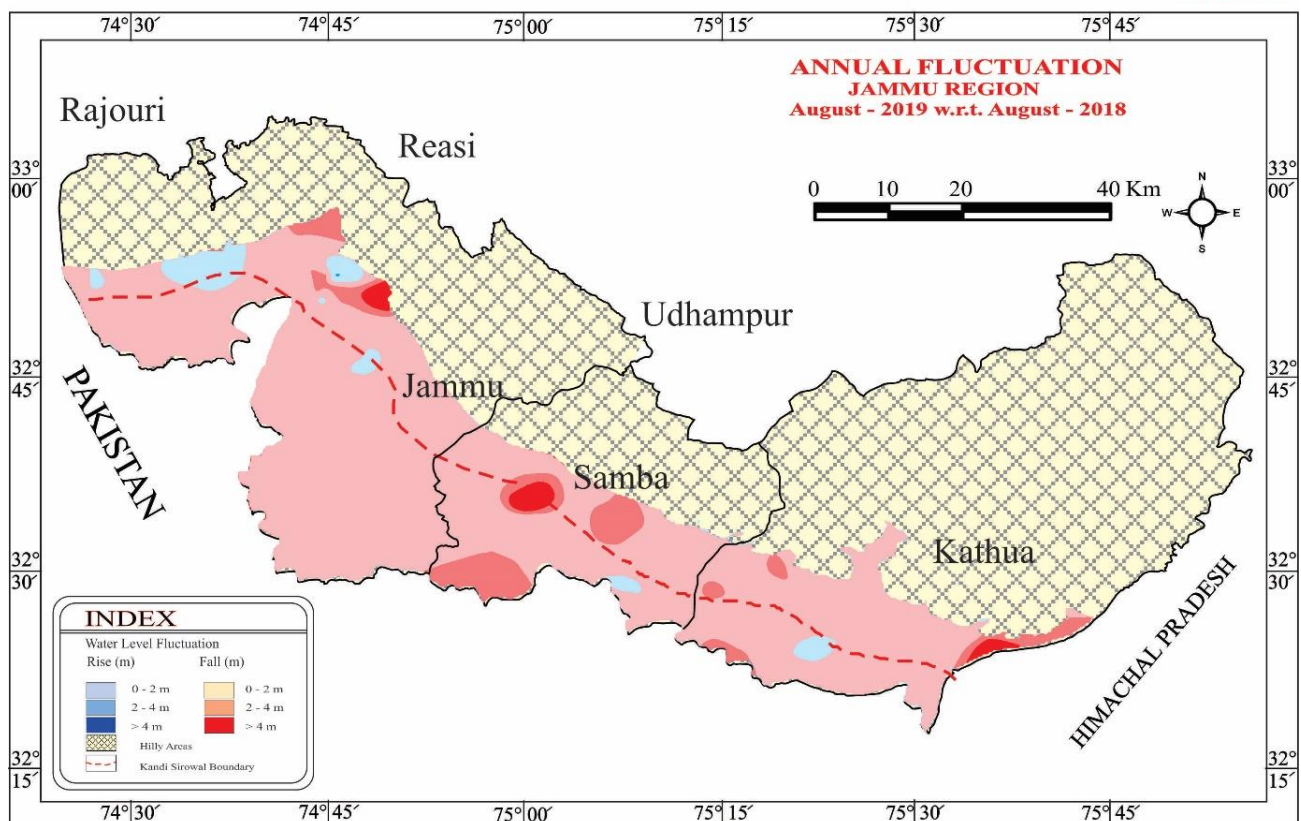 74°30´ 74°45´ 75°00´ 75°15´ 75°30´ 75°45´
ANNUAL FLUCTUATION
JAMMU REGION
August - 2019 w.r.t. August - 2018
Rajouri
Reasi
33°
00´
33°
00´
0 10 20 40 Km
N
W E
S
Udhampur
32°
45´
32°
45´
PAKISTAN
Jammu
Samba
Kathua
32°
30´
32°
30´
HIMACHAL PRADESH
INDEX
Water Level Fluctuation
Rise (m) Fall (m)
0 - 2 m 0 - 2 m
2 - 4 m 2 - 4 m
> 4 m > 4 m
Hilly Areas
Kandi Sirowal Boundary
32°
15´
32°
15´
74°30´ 74°45´ 75°00´ 75°15´ 75°30´ 75°45´